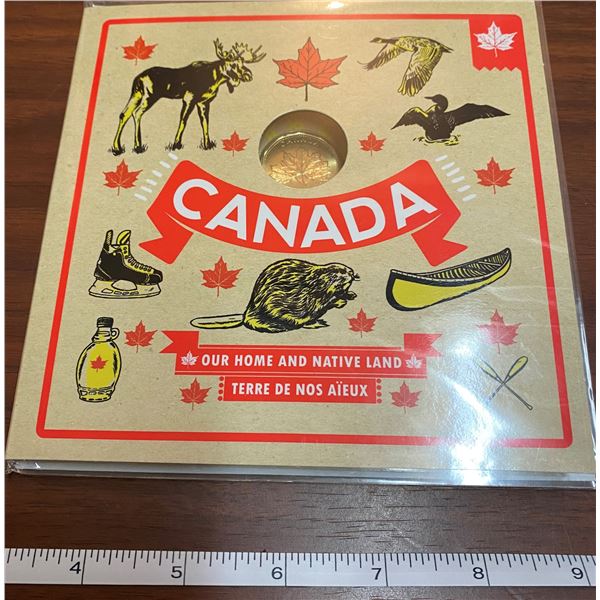 CANADA
OUR HOME AND NATIVE LAND
TERRE DE NOS AÏEUX
4 5 6 7 8 9